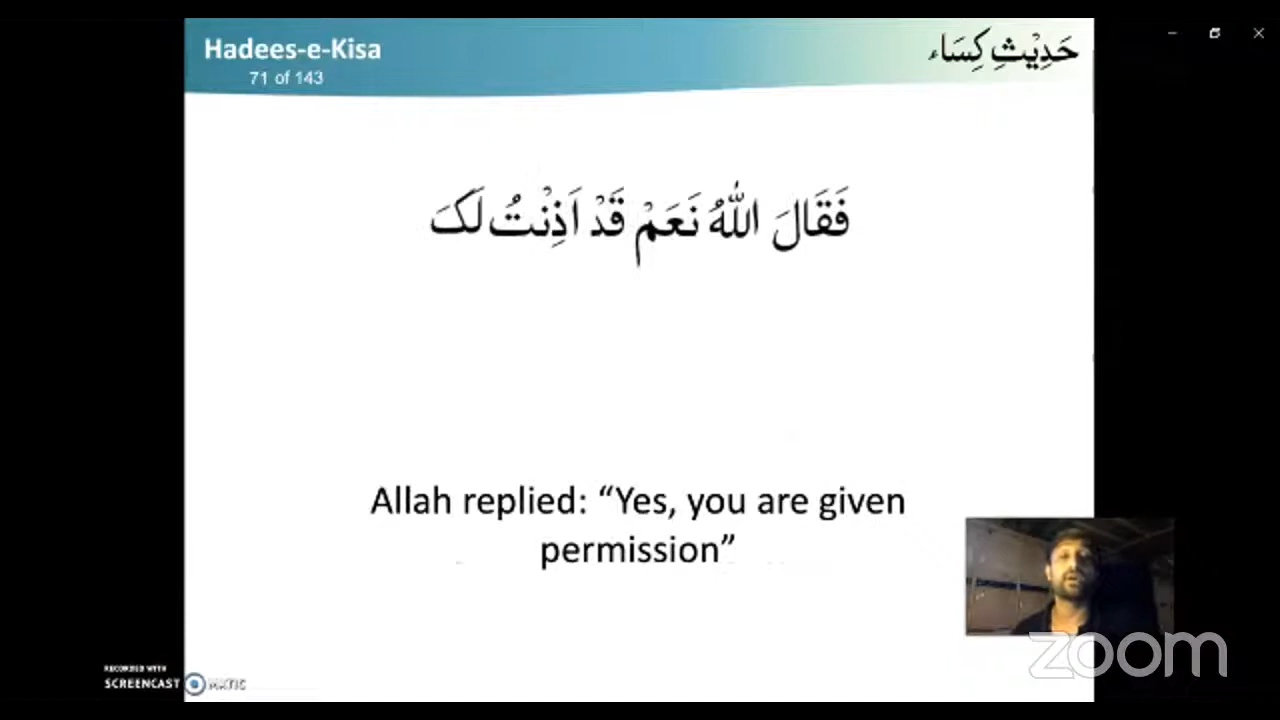 Hadees-e-Kisa
حَدِيْثِ كِسَاء
71 of 143
فَقَالَ اللّٰهُ نَعَمْ قَدْ اَذِنْتُ لَکَ
Allah replied: “Yes, you are given
permission”
zoom
RECORDED WITH
SCREENCAST MATIC